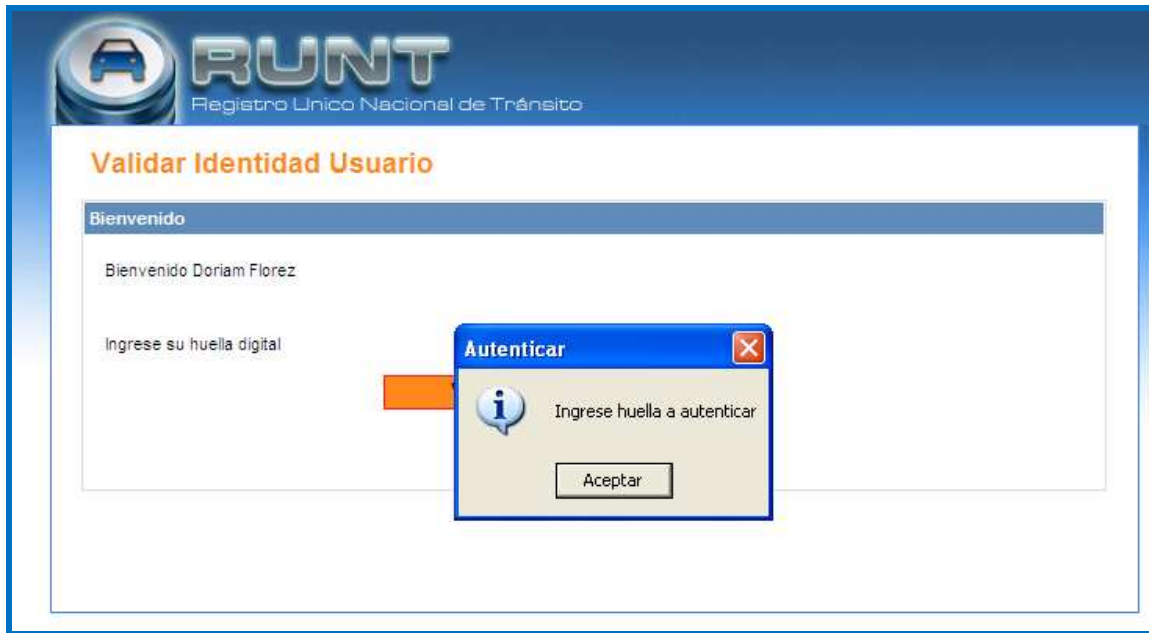 RUNT
Registro Unico Nacional de Tránsito
Validar Identidad Usuario
Bienvenido
Bienvenido Doriam Florez
Ingrese su huella digital
Autenticar
Ingrese huella a autenticar
Aceptar